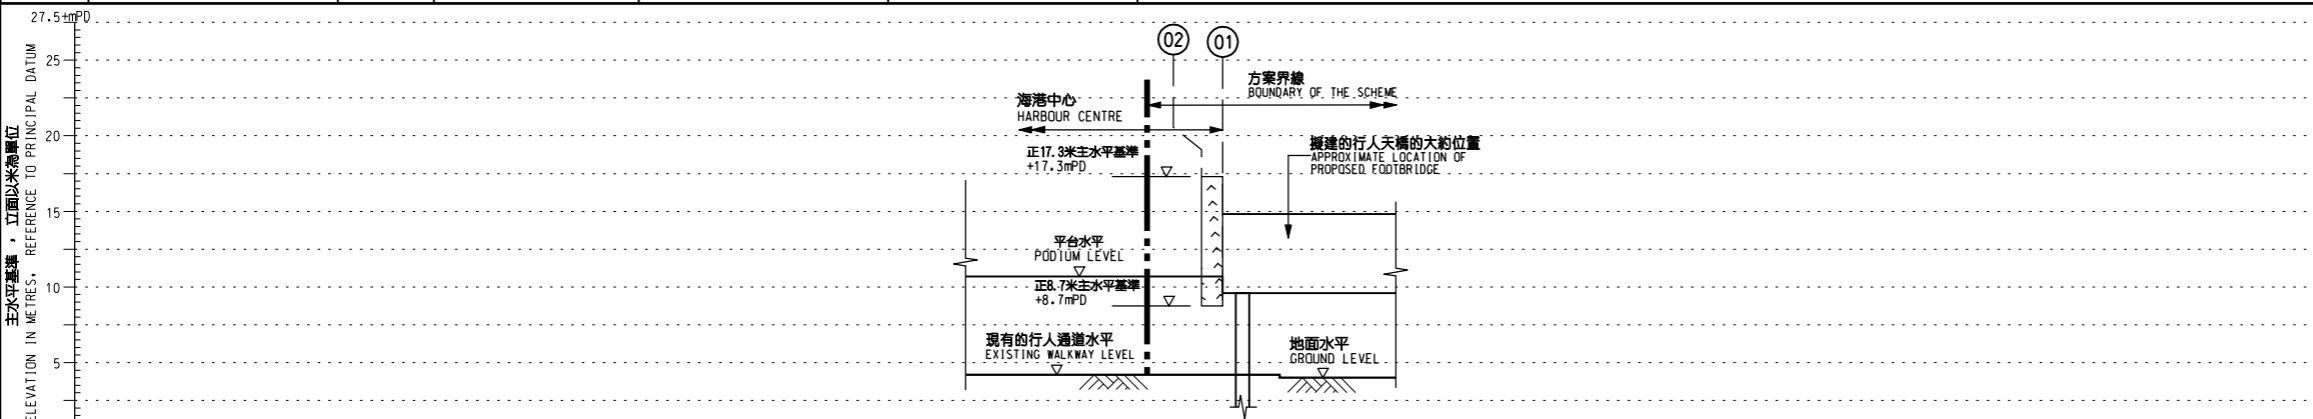 27.5+mPD
25
20
15
10
5
主水平基準，立面以米為單位
ELEVATION IN METRES. REFERENCE TO PRINCIPAL DATUM
02
01
方案界線
BOUNDARY OF THE SCHEME
海港中心
HARBOUR CENTRE
擬建的行人天橋的大約位置
APPROXIMATE LOCATION OF
PROPOSED FOOTBRIDGE
正17.3米主水平基準
+17.3mPD
平台水平
PODIUM LEVEL
正8.7米主水平基準
+8.7mPD
現有的行人通道水平
EXISTING WALKWAY LEVEL
地面水平
GROUND LEVEL